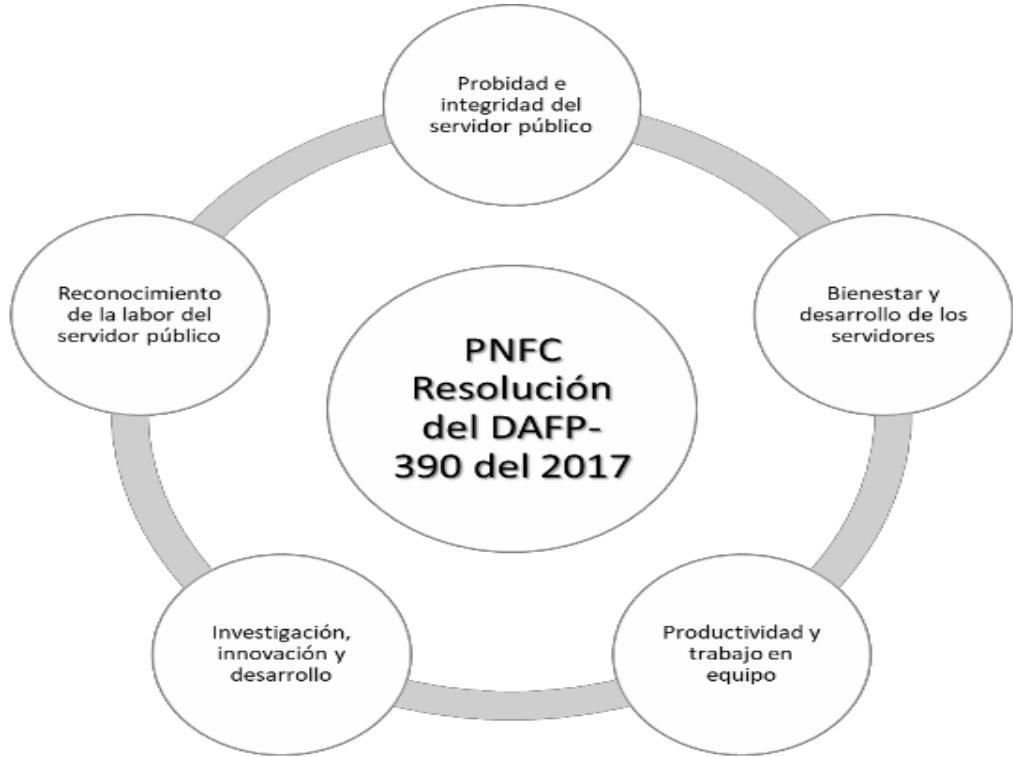 Probidad e
integridad del
servidor público
Bienestar y
desarrollo de los
servidores
Productividad y
trabajo en
equipo
Investigación,
innovación y
desarrollo
Reconocimiento
de la labor del
servidor público
PNFC
Resolución
del DAFP-
390 del 2017